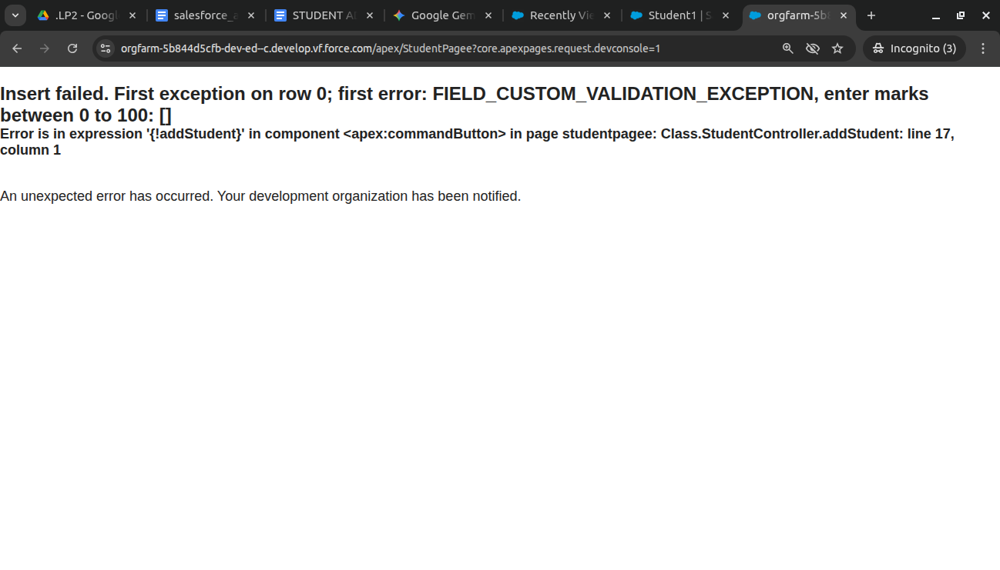 .LP2 - Googl
salesforce_a
STUDENT A
Google Gem
Recently Vie
Student1 | S
orgfarm-5b8
orgfarm-5b844d5cfb-dev-ed--c.develop.vf.force.com/apex/StudentPagee?core.apexpages.request.devconsole=1
Incognito (3)
Insert failed. First exception on row 0; first error: FIELD_CUSTOM_VALIDATION_EXCEPTION, enter marks
between 0 to 100: []
Error is in expression '{!addStudent}' in component <apex:commandButton> in page studentpagee: Class.StudentController.addStudent: line 17,
column 1
An unexpected error has occurred. Your development organization has been notified.